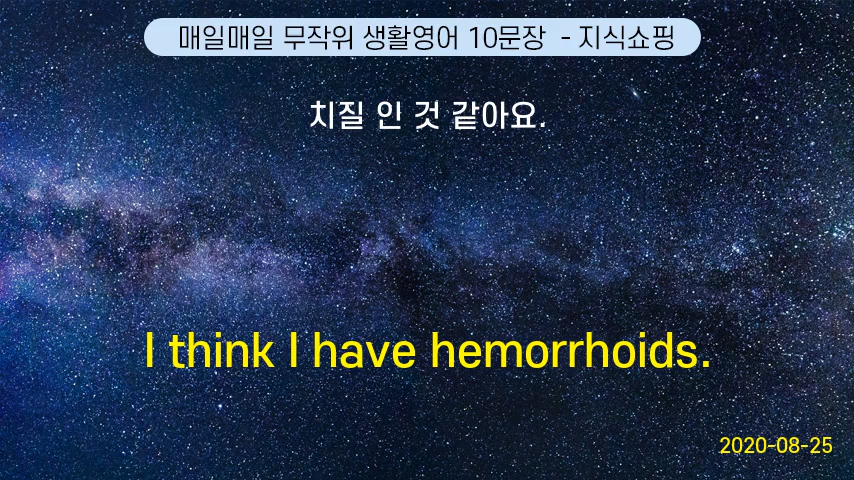 매일매일 무작위 생활영어 10문장 - 지식쇼핑
치질 인 것 같아요.
I think I have hemorrhoids.
2020-08-25